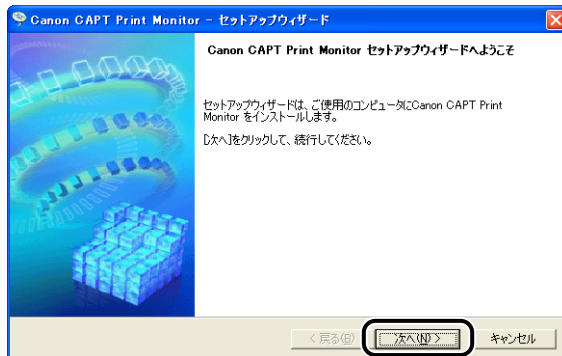 Canon CAPT Print Monitor － セットアップウィザード
Canon CAPT Print Monitor セットアップウィザードへようこそ
セットアップウィザードは、ご使用のコンピュータにCanon CAPT Print
Monitor をインストールします。
[次へ]をクリックして、続行してください。
< 戻る(B)
次へ(N) >
キャンセル